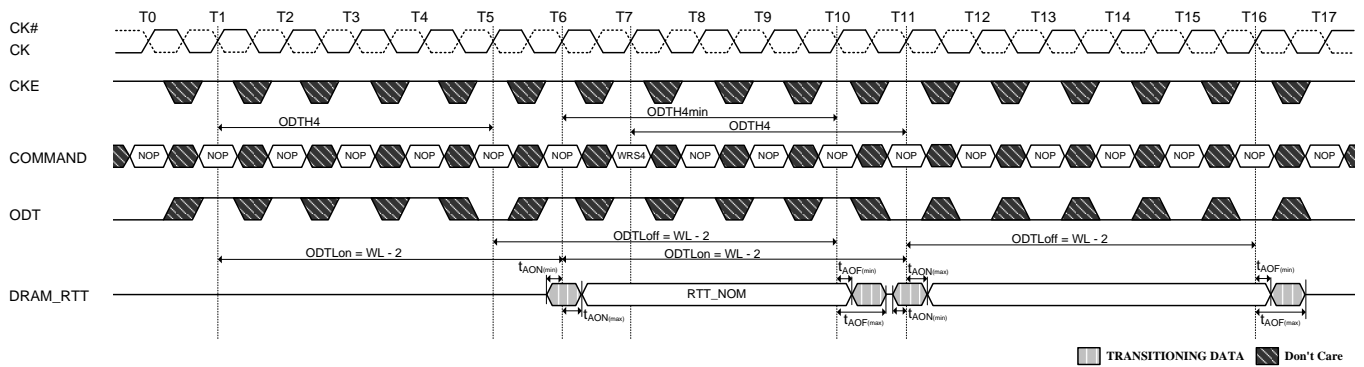 T0 T1 T2 T3 T4 T5 T6 T7 T8 T9 T10 T11 T12 T13 T14 T15 T16 T17
CK#
CK
CKE
ODTH4 ODTH4min
ODTH4
COMMAND NOP NOP NOP NOP NOP NOP NOP WRS4 NOP NOP NOP NOP NOP NOP NOP NOP NOP NOP
ODT
ODTLoff = WL - 2 ODTLoff = WL - 2
ODTLon = WL - 2 ODTLon = WL - 2
tAON(min) tAOF(min) tAON(max) tAOF(min)
DRAM_RTT RTT_NOM
tAON(max) tAOF(max) tAON(min) tAOF(max)
TRANSITIONING DATA Don't Care